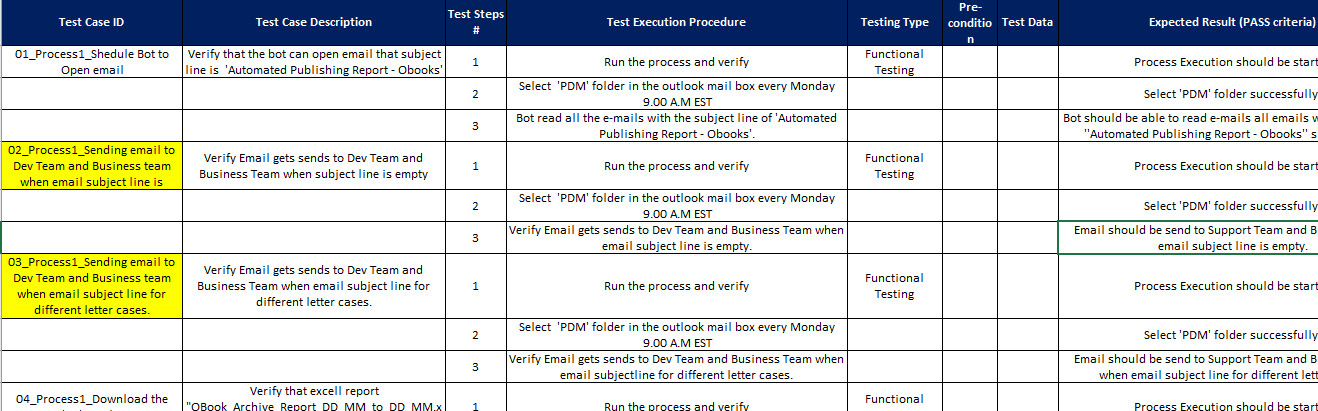 Test Case ID
Test Case Description
Test Steps
#
Test Execution Procedure
Testing Type
Pre-
conditio
n
Test Data
Expected Result (PASS criteria)
01_Process1_Shedule Bot to
Open email
Verify that the bot can open email that subject
line is 'Automated Publishing Report - Obooks'
1
Run the process and verify
Functional
Testing
Process Execution should be start
2
Select 'PDM' folder in the outlook mail box every Monday
9.00 A.M EST
Select 'PDM' folder successfully
3
Bot read all the e-mails with the subject line of 'Automated
Publishing Report - Obooks'.
Bot should be able to read e-mails all emails w
"Automated Publishing Report - Obooks" s
02_Process1_Sending email to
Dev Team and Business team
when email subject line is
Verify Email gets sends to Dev Team and
Business Team when subject line is empty
1
Run the process and verify
Functional
Testing
Process Execution should be start
2
Select 'PDM' folder in the outlook mail box every Monday
9.00 A.M EST
Select 'PDM' folder successfully
3
Verify Email gets sends to Dev Team and Business Team when
email subject line is empty.
Email should be send to Support Team and B
email subject line is empty.
03_Process1_Sending email to
Dev Team and Business team
when email subject line for
different letter cases.
Verify Email gets sends to Dev Team and
Business Team when email subject line for
different letter cases.
1
Run the process and verify
Functional
Testing
Process Execution should be start
2
Select 'PDM' folder in the outlook mail box every Monday
9.00 A.M EST
Select 'PDM' folder successfully
3
Verify Email gets sends to Dev Team and Business Team when
email subjectline for different letter cases.
Email should be send to Support Team and B
when email subject line for different lett
04_Process1_Download the
Verify that excell report
"OBook_Archive_Report_DD_MM_to_DD_MM.x
1
Run the process and verify
Functional
Process Execution should be start